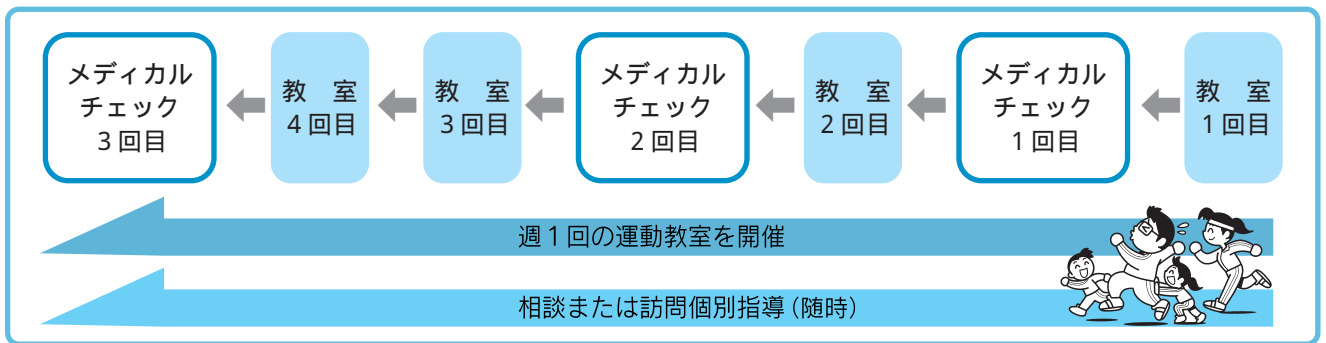 教　室
1回目
メディカル
チェック
1回目
教　室
2回目
メディカル
チェック
2回目
教　室
3回目
教　室
4回目
メディカル
チェック
3回目
週1回の運動教室を開催
相談または訪問個別指導（随時）